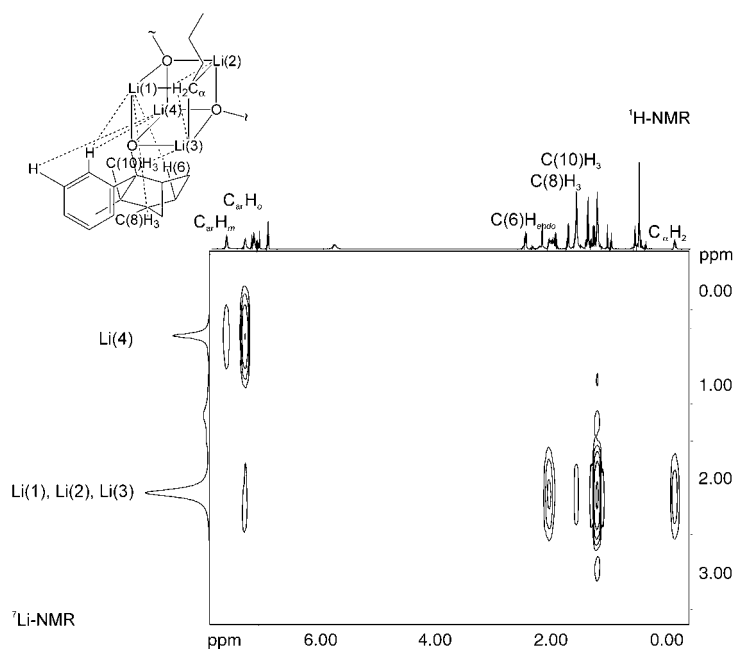 O
Li(2)
Li(1)
H₂Cα
Li(4)
O
O
Li(3)
H
H
C(10)H₃
H(6)
C(8)H₃
¹H-NMR
C(10)H₃
C(8)H₃
CₐᵣHₒ
CₐᵣHₘ
C(6)Hₑₙdₒ
CαH₂
ppm
0.00
Li(4)
1.00
Li(1), Li(2), Li(3)
2.00
3.00
⁷Li-NMR
ppm
6.00
4.00
2.00
0.00